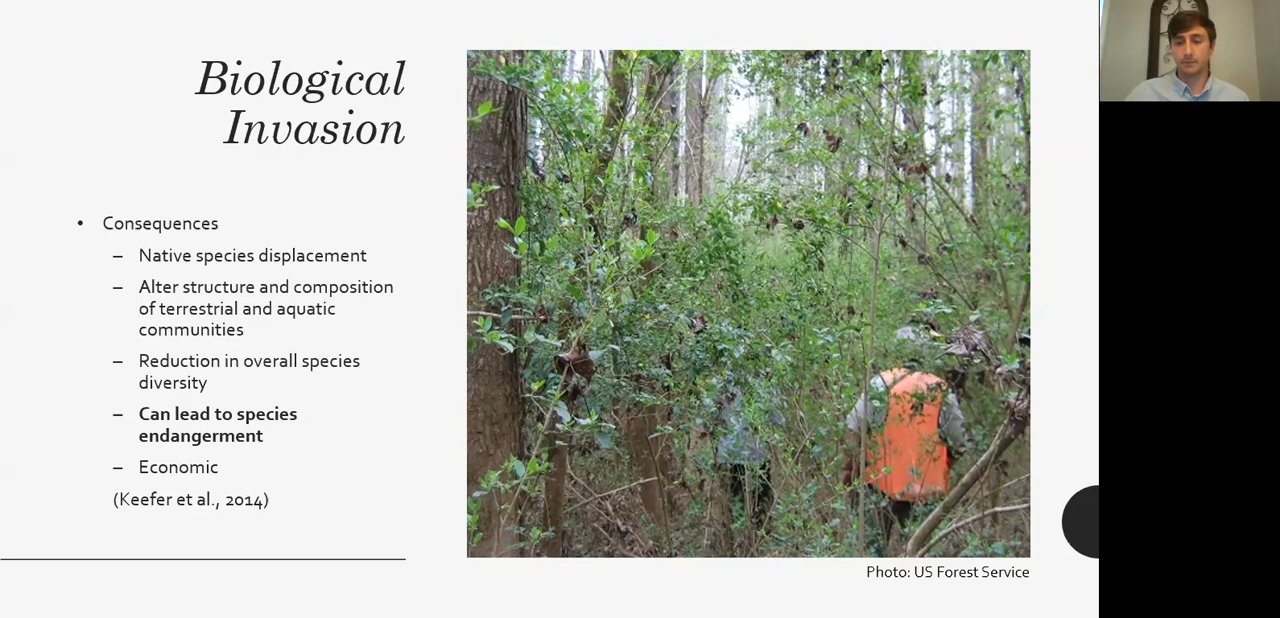 Biological
Invasion
• Consequences
– Native species displacement
– Alter structure and composition
of terrestrial and aquatic
communities
– Reduction in overall species
diversity
– Can lead to species
endangerment
– Economic
(Keefer et al., 2014)
Photo: US Forest Service